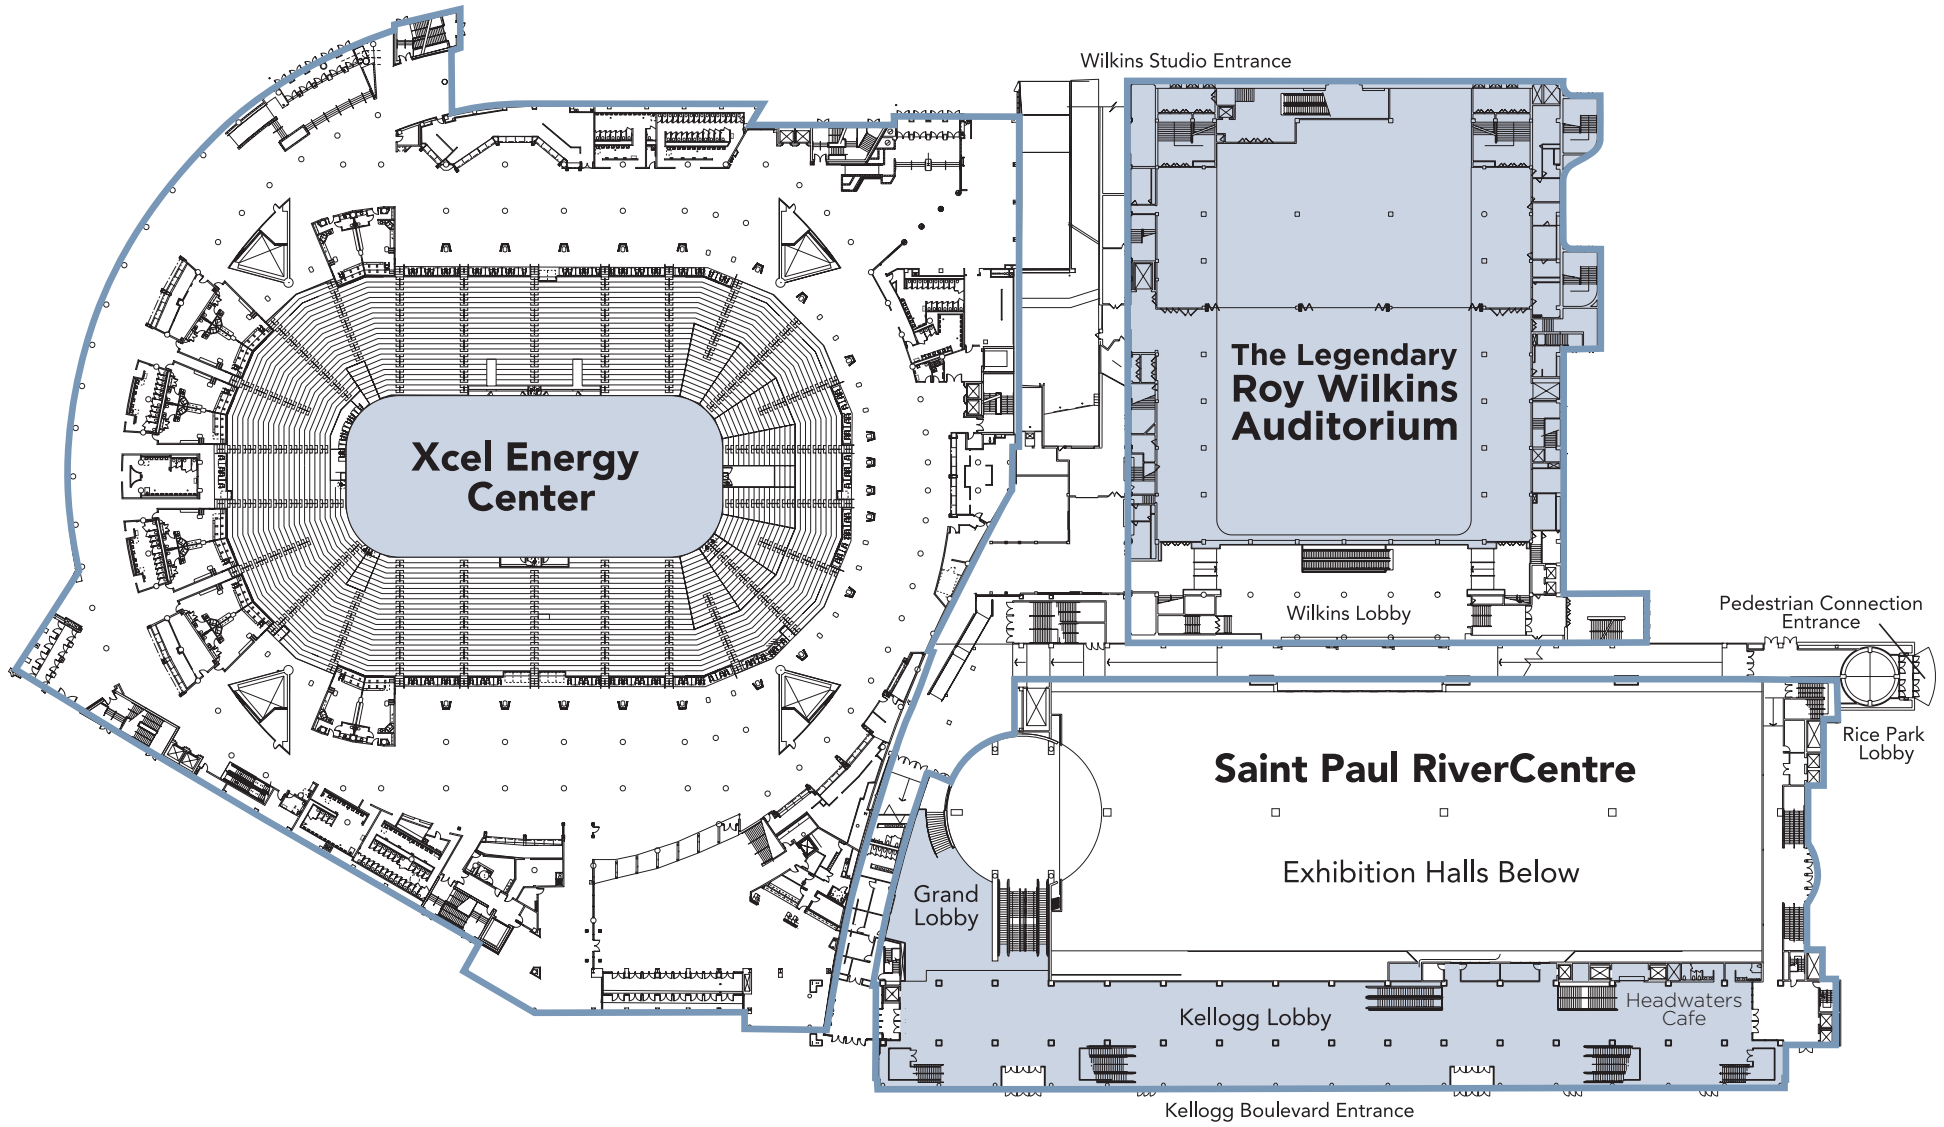 Wilkins Studio Entrance
The Legendary
Roy Wilkins
Auditorium
Xcel Energy
Center
Wilkins Lobby
Pedestrian Connection
Entrance
Rice Park
Lobby
Saint Paul RiverCentre
Exhibition Halls Below
Grand
Lobby
Kellogg Lobby
Headwaters
Cafe
Kellogg Boulevard Entrance